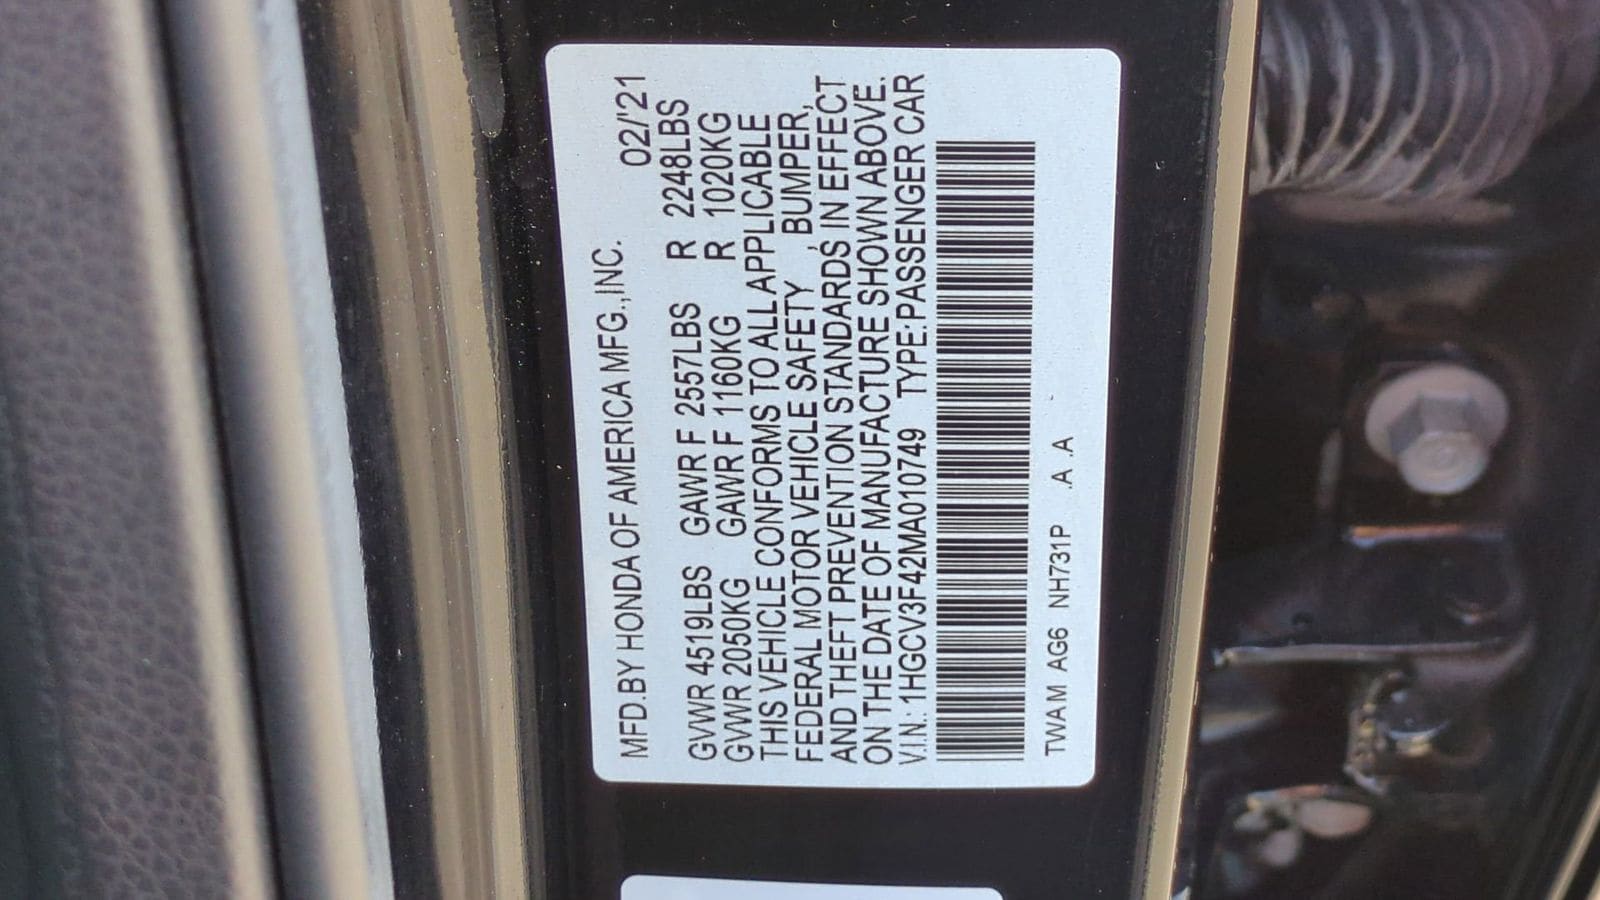 MFD.BY HONDA OF AMERICA MFG.,INC. 02/'21
GVWR 4519LBS GAWR F 2557LBS R 2248LBS
GVWR 2050KG GAWR F 1160KG R 1020KG
THIS VEHICLE CONFORMS TO ALL APPLICABLE
FEDERAL MOTOR VEHICLE SAFETY , BUMPER,
AND THEFT PREVENTION STANDARDS IN EFFECT
ON THE DATE OF MANUFACTURE SHOWN ABOVE.
V.I.N.: 1HGCV3F42MA010749 TYPE:PASSENGER CAR
TWAM AG6 NH731P .A .A